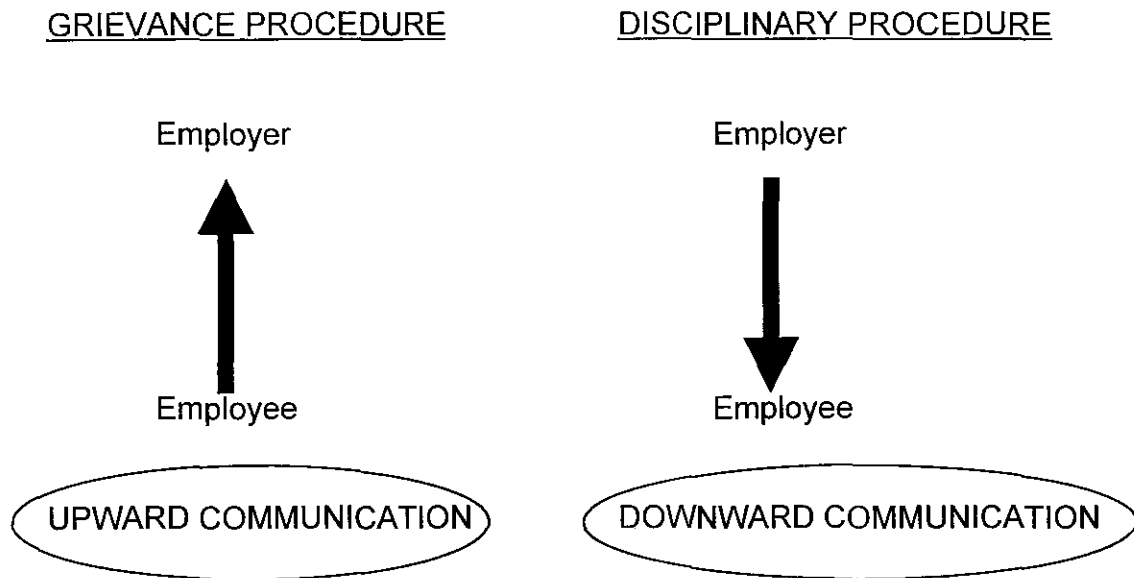 GRIEVANCE PROCEDURE
Employer
Employee
UPWARD COMMUNICATION
DISCIPLINARY PROCEDURE
Employer
Employee
DOWNWARD COMMUNICATION